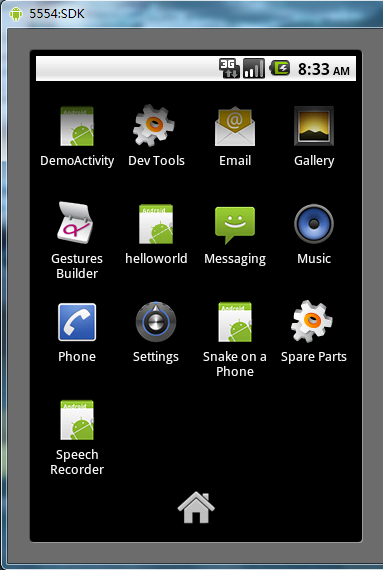 5554:SDK
3G 8:33 AM
DemoActivity Dev Tools Email Gallery
Gestures Builder helloworld Messaging Music
Phone Settings Snake on a Phone Spare Parts
Speech Recorder